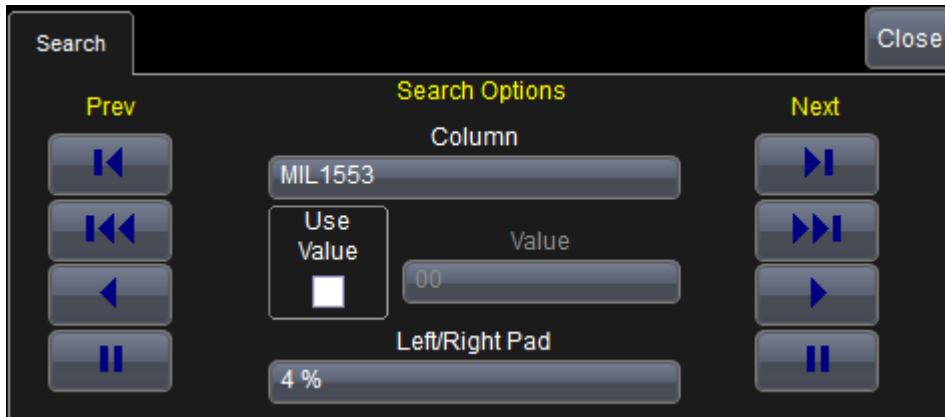 Search
Close
Search Options
Prev
Next
Column
MIL1553
Use
Value
Value
00
Left/Right Pad
4 %